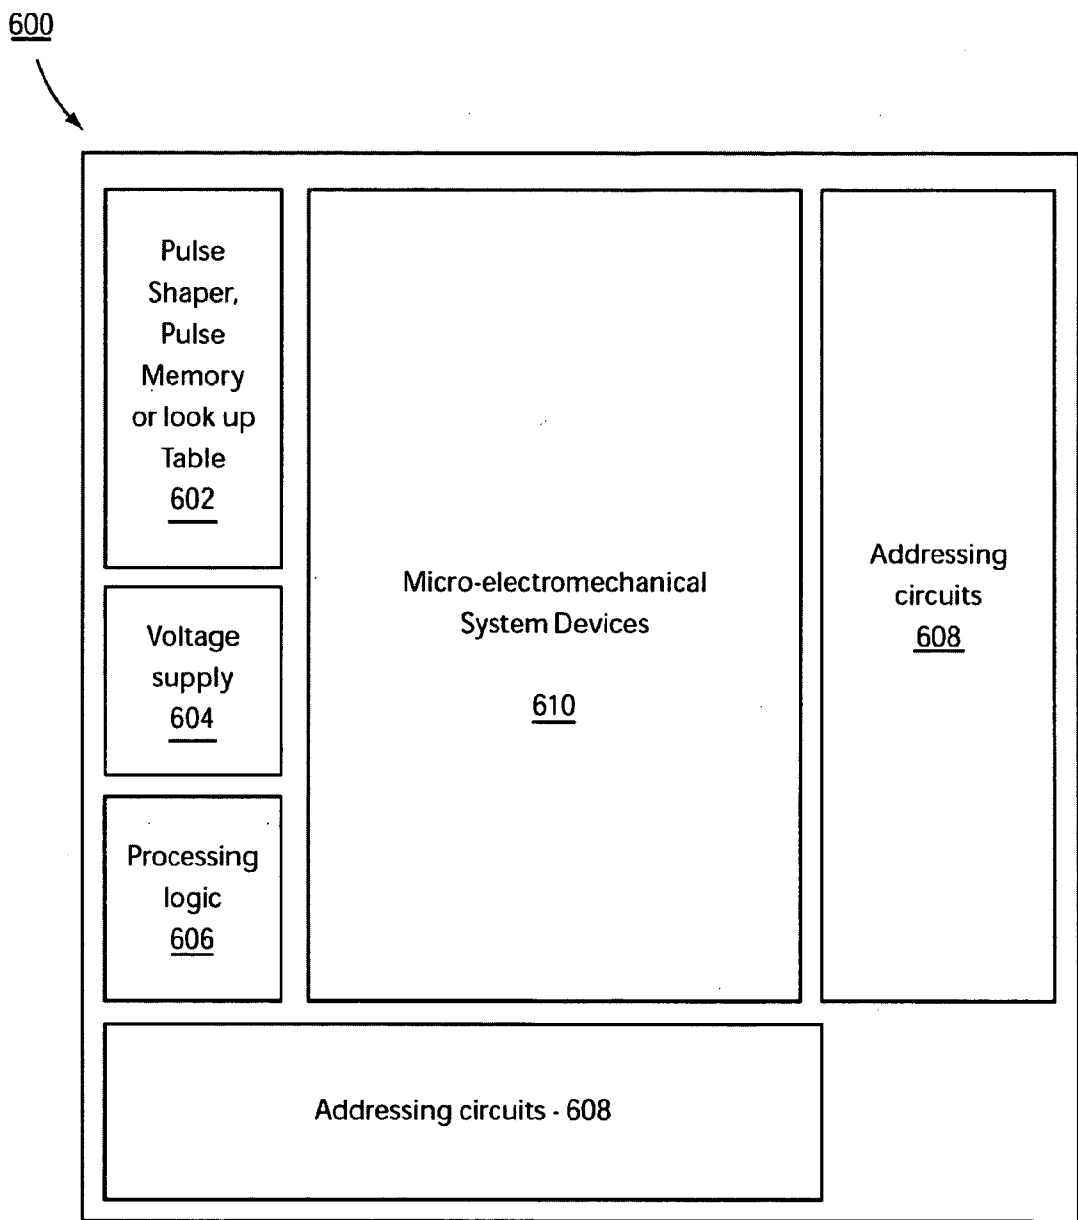 600
Pulse
Shaper,
Pulse
Memory
or look up
Table
602
Voltage
supply
604
Processing
logic
606
Micro-electromechanical
System Devices
610
Addressing
circuits
608
Addressing circuits - 608